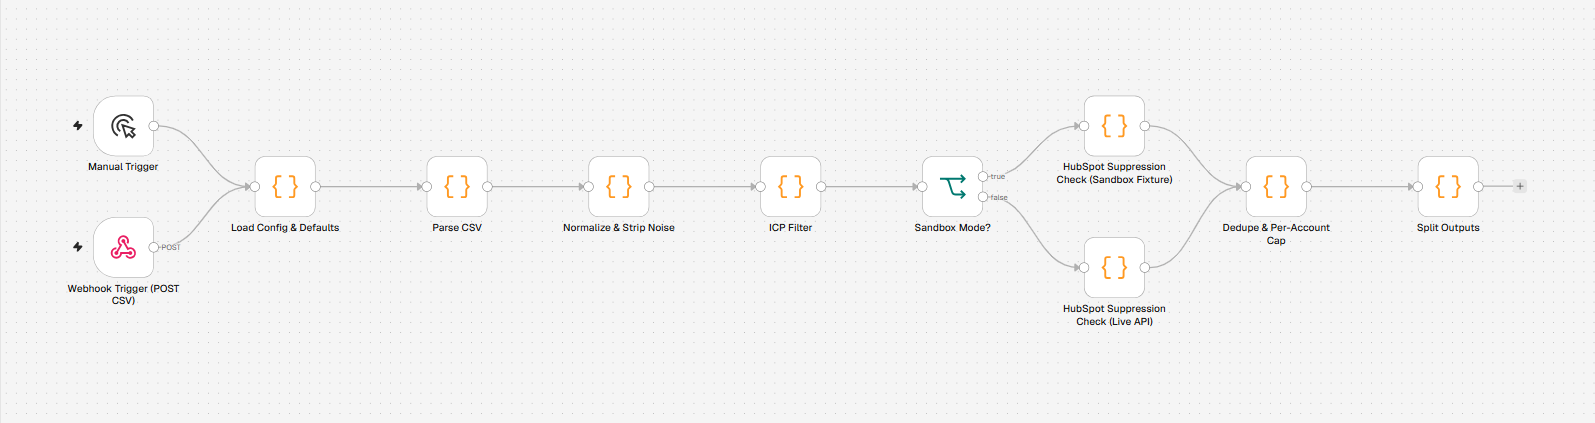 Manual Trigger
POST
Webhook Trigger (POST
CSV)
Load Config & Defaults
Parse CSV
Normalize & Strip Noise
ICP Filter
true
false
Sandbox Mode?
HubSpot Suppression
Check (Sandbox Fixture)
HubSpot Suppression
Check (Live API)
Dedupe & Per-Account
Cap
Split Outputs